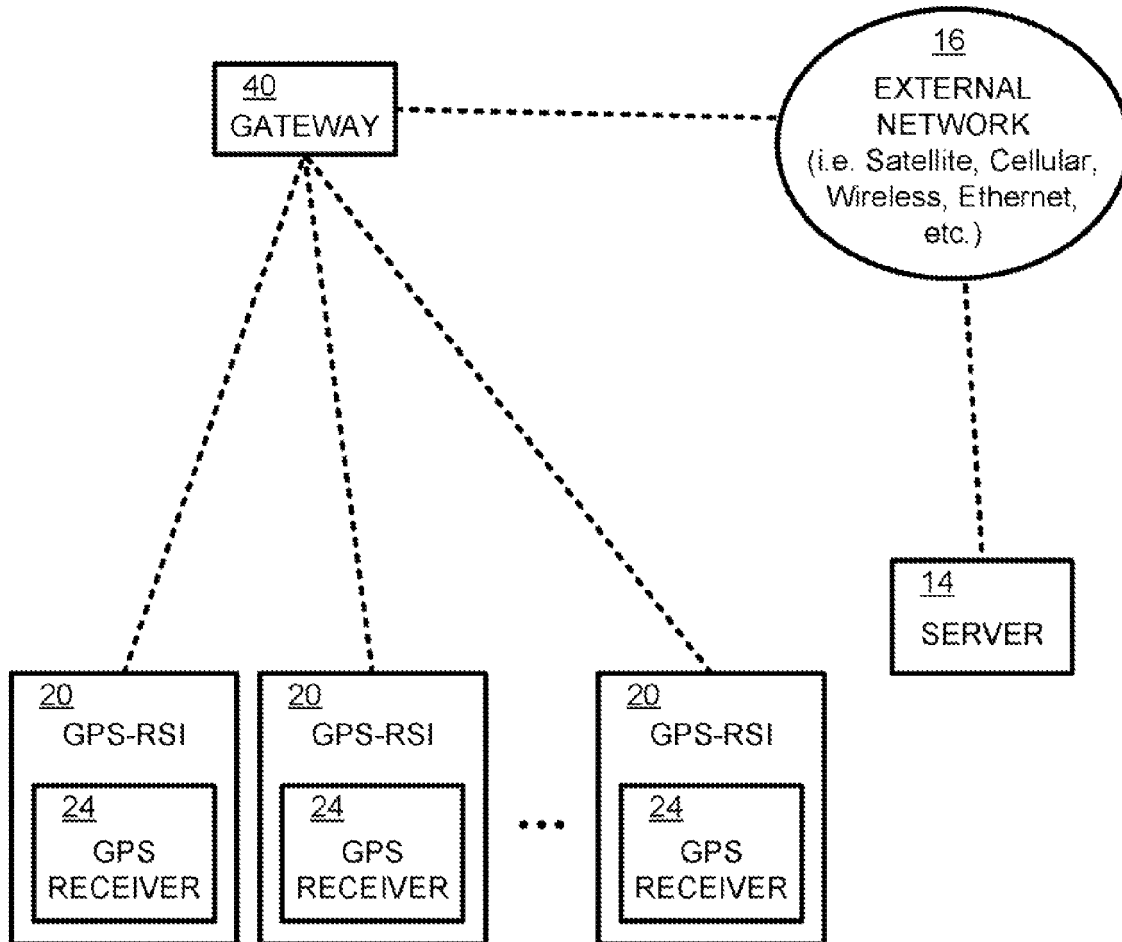 40
GATEWAY
16
EXTERNAL
NETWORK
(i.e. Satellite, Cellular,
Wireless, Ethernet,
etc.)
14
SERVER
20
GPS-RSI
24
GPS
RECEIVER
20
GPS-RSI
24
GPS
RECEIVER
...
20
GPS-RSI
24
GPS
RECEIVER